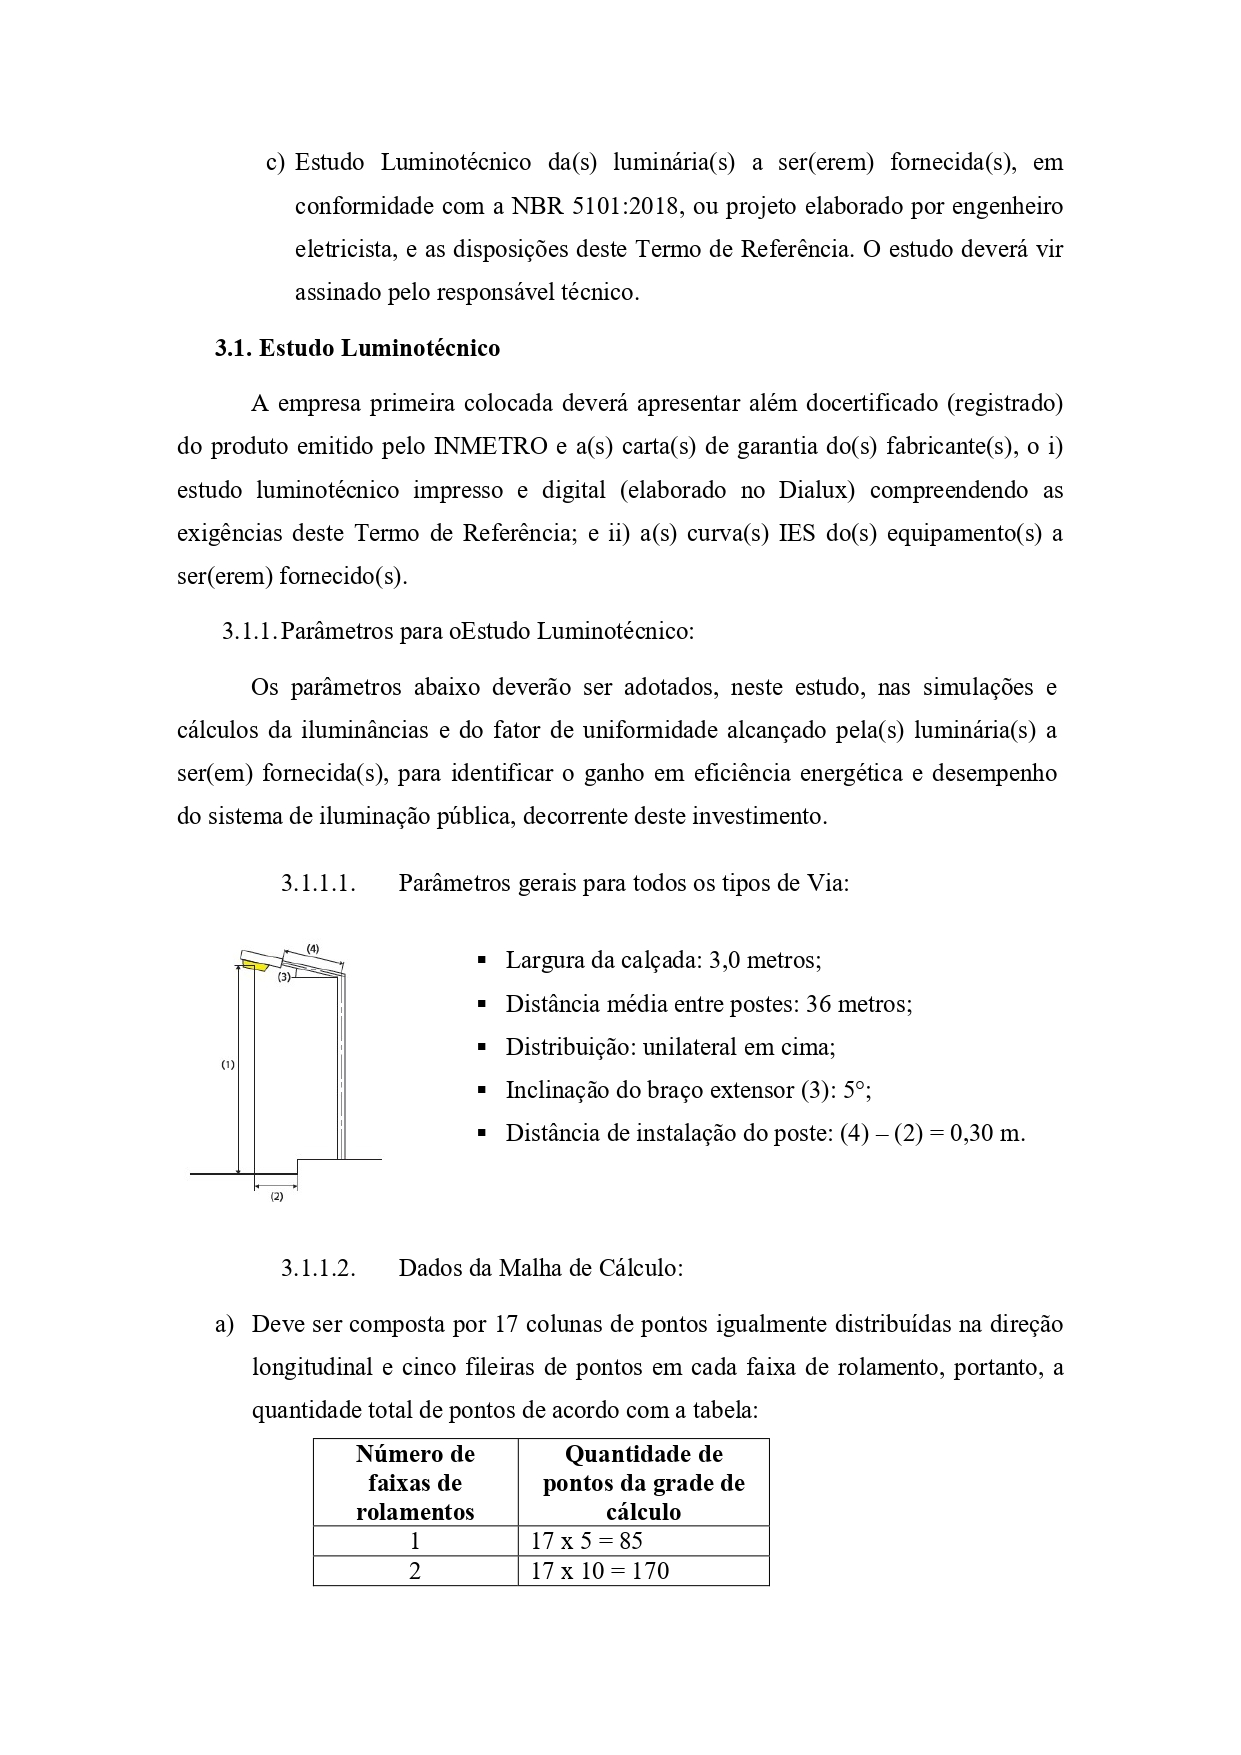 c) Estudo Luminotécnico da(s) luminária(s) a ser(erem) fornecida(s), em
conformidade com a NBR 5101:2018, ou projeto elaborado por engenheiro
eletricista, e as disposições deste Termo de Referência. O estudo deverá vir
assinado pelo responsável técnico.
3.1. Estudo Luminotécnico
A empresa primeira colocada deverá apresentar além docertificado (registrado)
do produto emitido pelo INMETRO e a(s) carta(s) de garantia do(s) fabricante(s), o i)
estudo luminotécnico impresso e digital (elaborado no Dialux) compreendendo as
exigências deste Termo de Referência; e ii) a(s) curva(s) IES do(s) equipamento(s) a
ser(erem) fornecido(s).
3.1.1. Parâmetros para oEstudo Luminotécnico:
Os parâmetros abaixo deverão ser adotados, neste estudo, nas simulações e
cálculos da iluminâncias e do fator de uniformidade alcançado pela(s) luminária(s) a
ser(em) fornecida(s), para identificar o ganho em eficiência energética e desempenho
do sistema de iluminação pública, decorrente deste investimento.
3.1.1.1. Parâmetros gerais para todos os tipos de Via:
(4)
(3)
(1)
(2)
▪ Largura da calçada: 3,0 metros;
▪ Distância média entre postes: 36 metros;
▪ Distribuição: unilateral em cima;
▪ Inclinação do braço extensor (3): 5°;
▪ Distância de instalação do poste: (4) – (2) = 0,30 m.
3.1.1.2. Dados da Malha de Cálculo:
a) Deve ser composta por 17 colunas de pontos igualmente distribuídas na direção
longitudinal e cinco fileiras de pontos em cada faixa de rolamento, portanto, a
quantidade total de pontos de acordo com a tabela:
Número de faixas de rolamentos
Quantidade de pontos da grade de cálculo
1 17 x 5 = 85
2 17 x 10 = 170